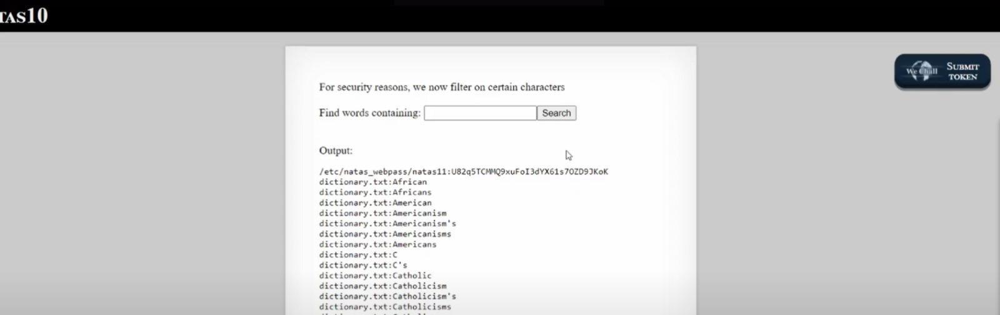 TAS10
We Chall
SUBMIT
TOKEN
For security reasons, we now filter on certain characters
Find words containing: Search
Output:
/etc/natas_webpass/natas11:U82q5TCMMQ9xuFoI3dYX61s7OZD9JKoK
dictionary.txt:African
dictionary.txt:Africans
dictionary.txt:American
dictionary.txt:Americanism
dictionary.txt:Americanism's
dictionary.txt:Americanisms
dictionary.txt:Americans
dictionary.txt:C
dictionary.txt:C's
dictionary.txt:Catholic
dictionary.txt:Catholicism
dictionary.txt:Catholicism's
dictionary.txt:Catholicisms